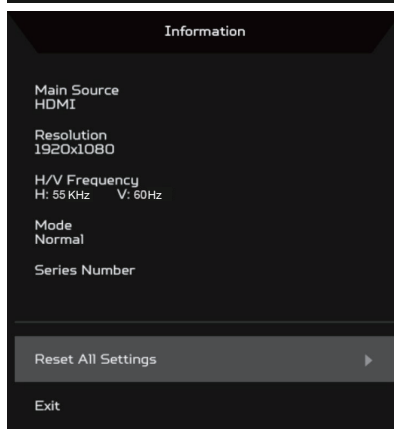 Information
Main Source
HDMI
Resolution
1920x1080
H/V Frequency
H: 55 KHz V: 60Hz
Mode
Normal
Series Number
Reset All Settings
Exit